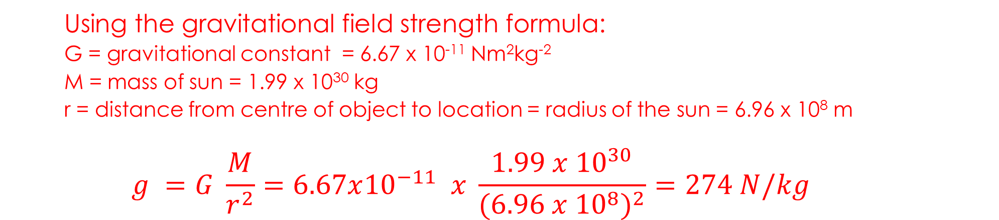 Using the gravitational field strength formula:
G = gravitational constant = 6.67 x 10⁻¹¹ Nm²kg⁻²
M = mass of sun = 1.99 x 10³⁰ kg
r = distance from centre of object to location = radius of the sun = 6.96 x 10⁸ m
g = G M/r² = 6.67x10⁻¹¹ x 1.99 x 10³⁰/(6.96 x 10⁸)² = 274 N/kg